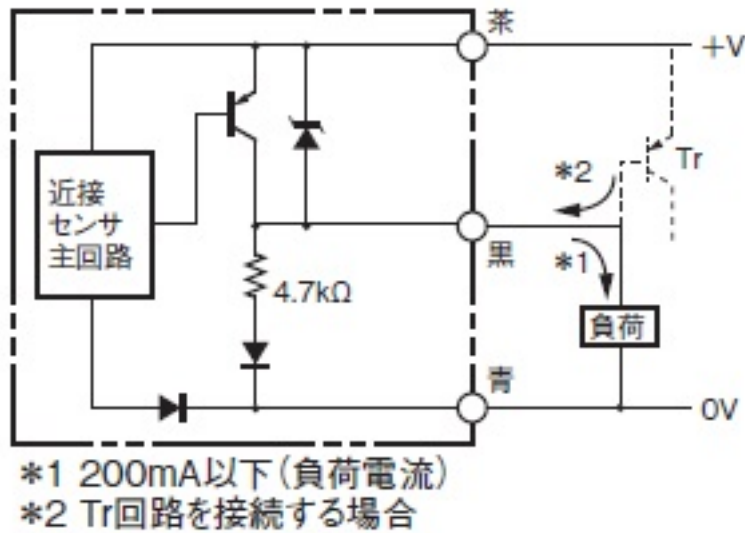 茶
+V
Tr
*2
近接
センサ
主回路
黒
*1
4.7kΩ
負荷
青
0V
*1 200mA以下(負荷電流)
*2 Tr回路を接続する場合